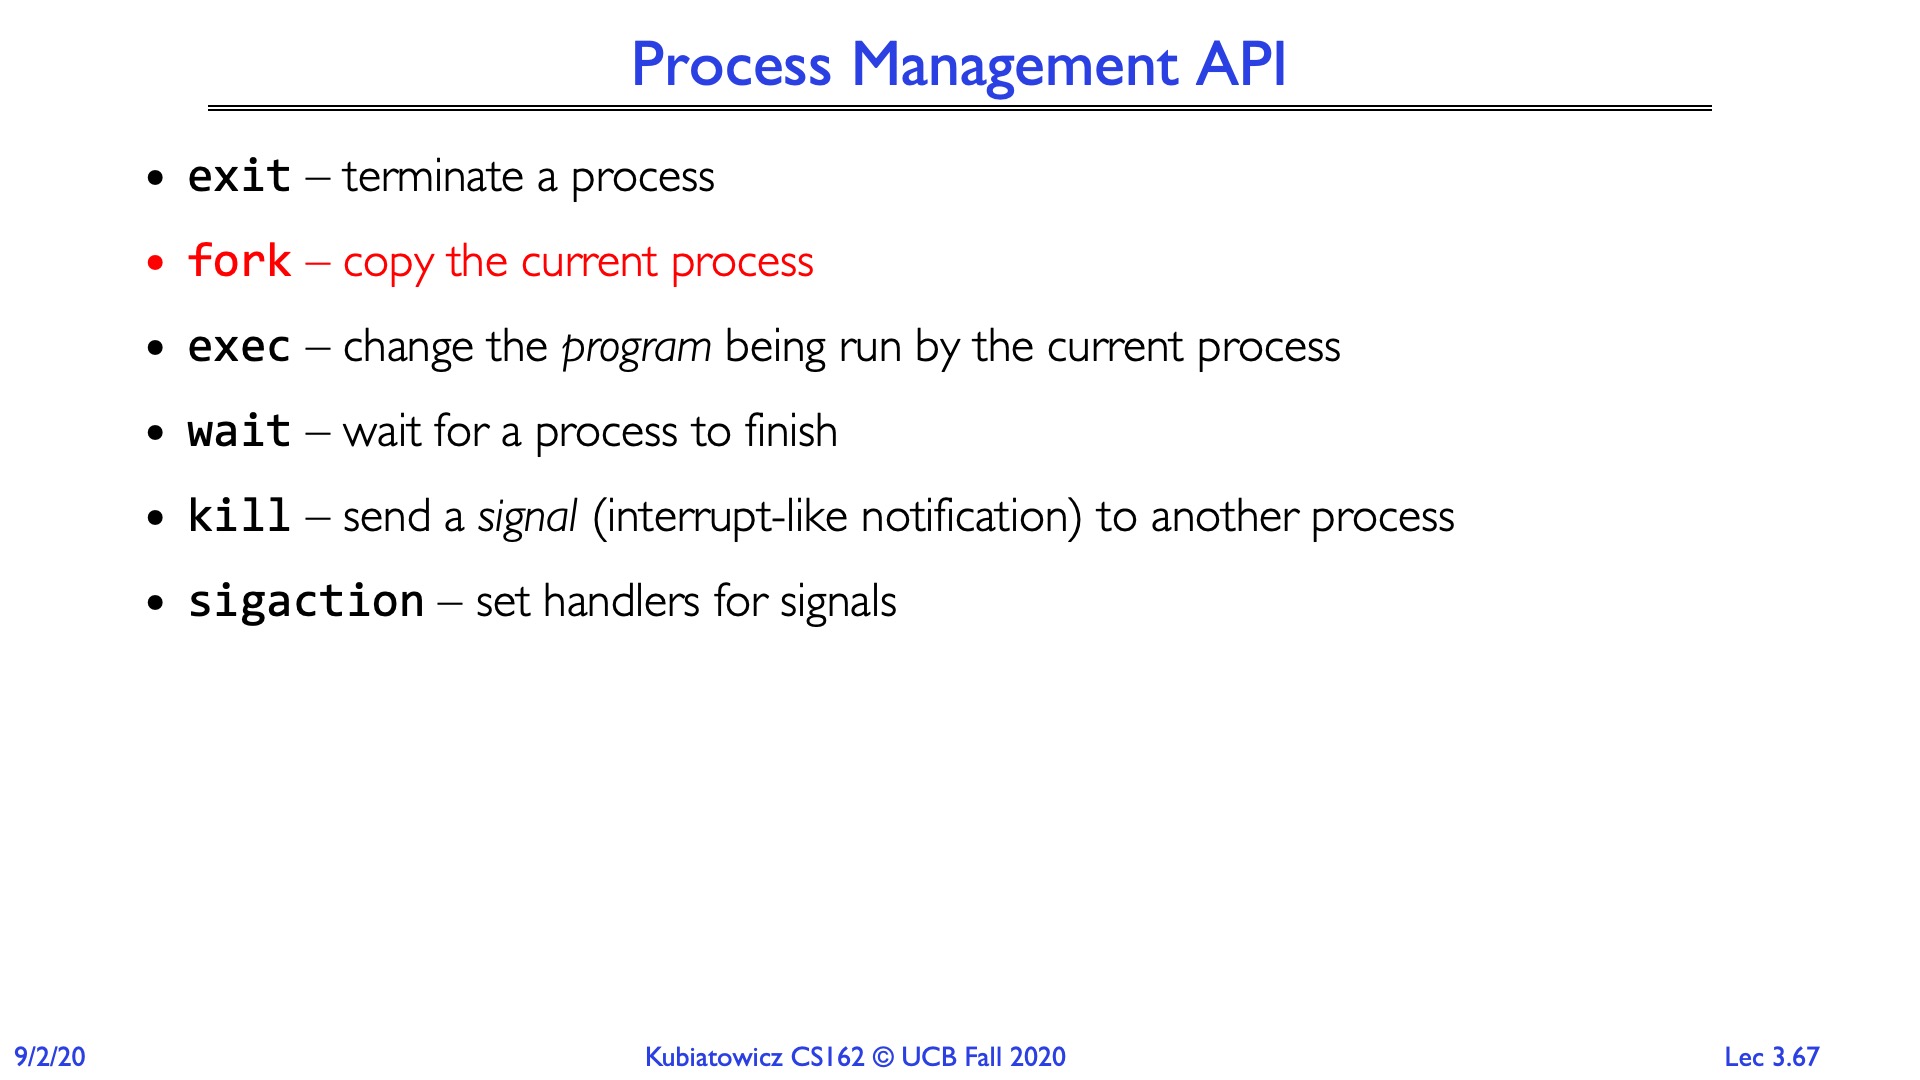 Process Management API
• exit – terminate a process
• fork – copy the current process
• exec – change the program being run by the current process
• wait – wait for a process to finish
• kill – send a signal (interrupt-like notification) to another process
• sigaction – set handlers for signals
9/2/20
Kubiatowicz CS162 © UCB Fall 2020
Lec 3.67